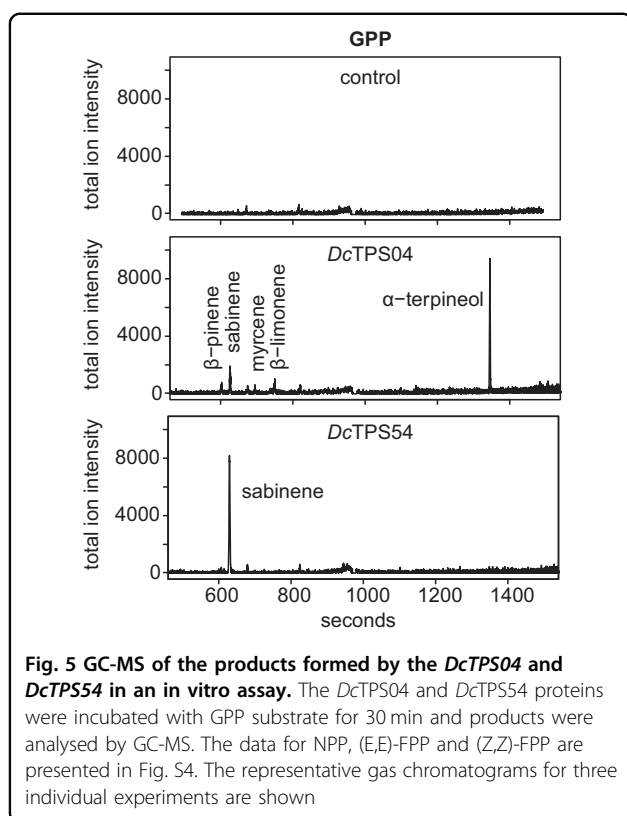 GPP
control
total ion intensity
8000
4000
0
DcTPS04
total ion intensity
8000
4000
0
β-pinene
sabinene
myrcene
β-limonene
α-terpineol
DcTPS54
total ion intensity
8000
4000
0
sabinene
600 800 1000 1200 1400
seconds
Fig. 5 GC-MS of the products formed by the DcTPS04 and
DcTPS54 in an in vitro assay. The DcTPS04 and DcTPS54 proteins
were incubated with GPP substrate for 30 min and products were
analysed by GC-MS. The data for NPP, (E,E)-FPP and (Z,Z)-FPP are
presented in Fig. S4. The representative gas chromatograms for three
individual experiments are shown